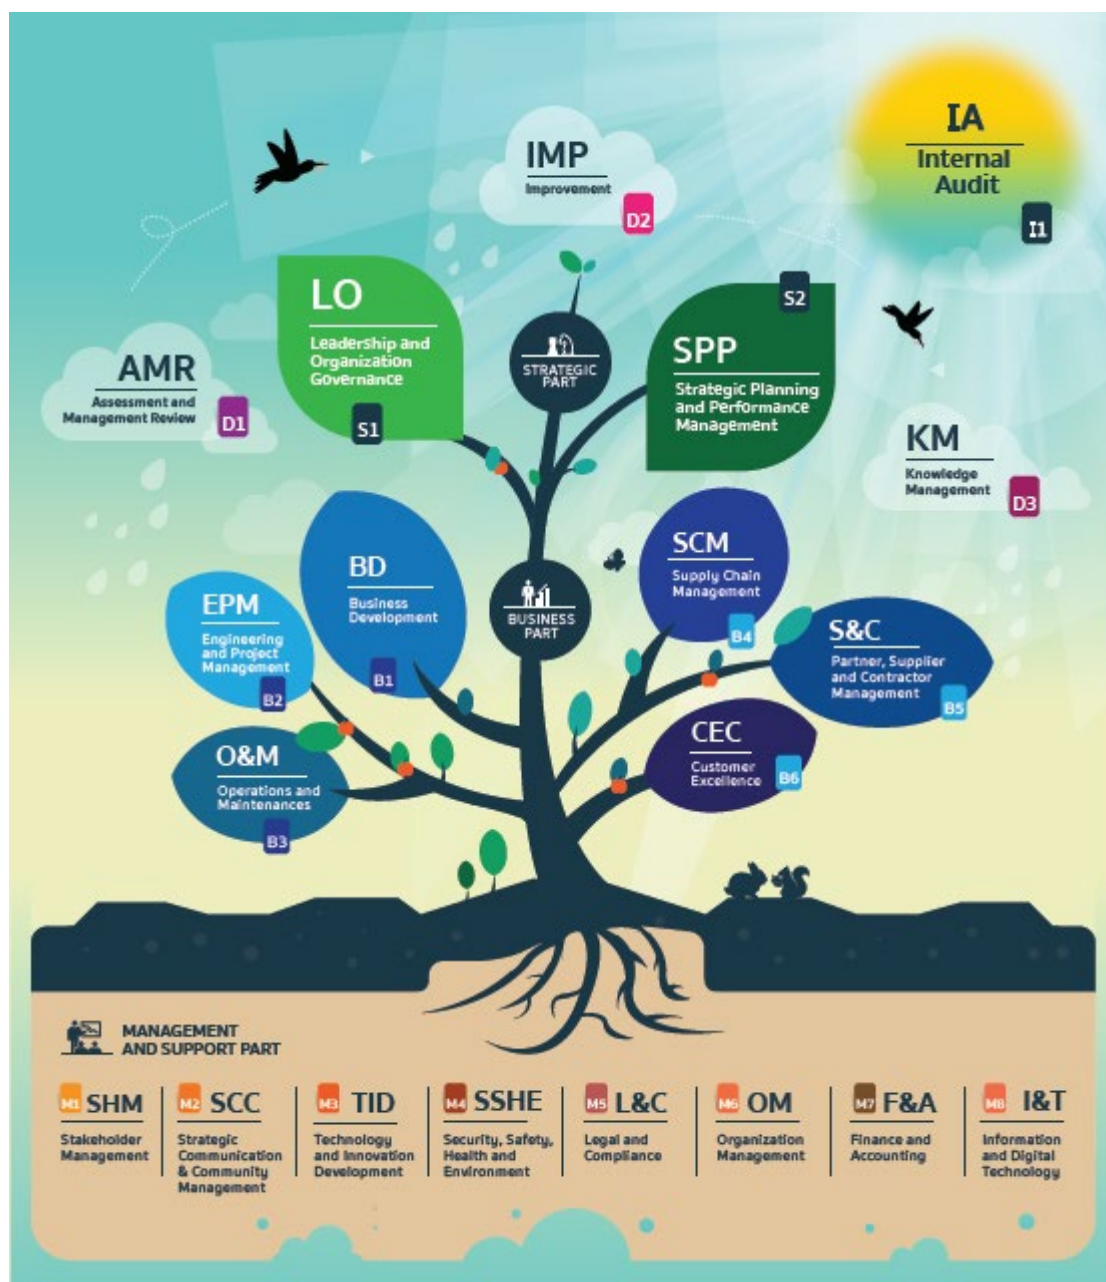 IA
Internal
Audit
I1
IMP
Improvement
D2
LO
Leadership and
Organization
Governance
S1
STRATEGIC
PART
S2
SPP
Strategic Planning
and Performance
Management
AMR
Assessment and
Management Review
D1
KM
Knowledge
Management
D3
BD
Business
Development
B1
BUSINESS
PART
SCM
Supply Chain
Management
B4
EPM
Engineering
and Project
Management
B2
S&C
Partner, Supplier
and Contractor
Management
B5
O&M
Operations and
Maintenances
B3
CEC
Customer
Excellence
B6
MANAGEMENT
AND SUPPORT PART
M1 SHM
Stakeholder
Management
M2 SCC
Strategic
Communication
& Community
Management
M3 TID
Technology
and Innovation
Development
M4 SSHE
Security, Safety,
Health and
Environment
M5 L&C
Legal and
Compliance
M6 OM
Organization
Management
M7 F&A
Finance and
Accounting
M8 I&T
Information
and Digital
Technology